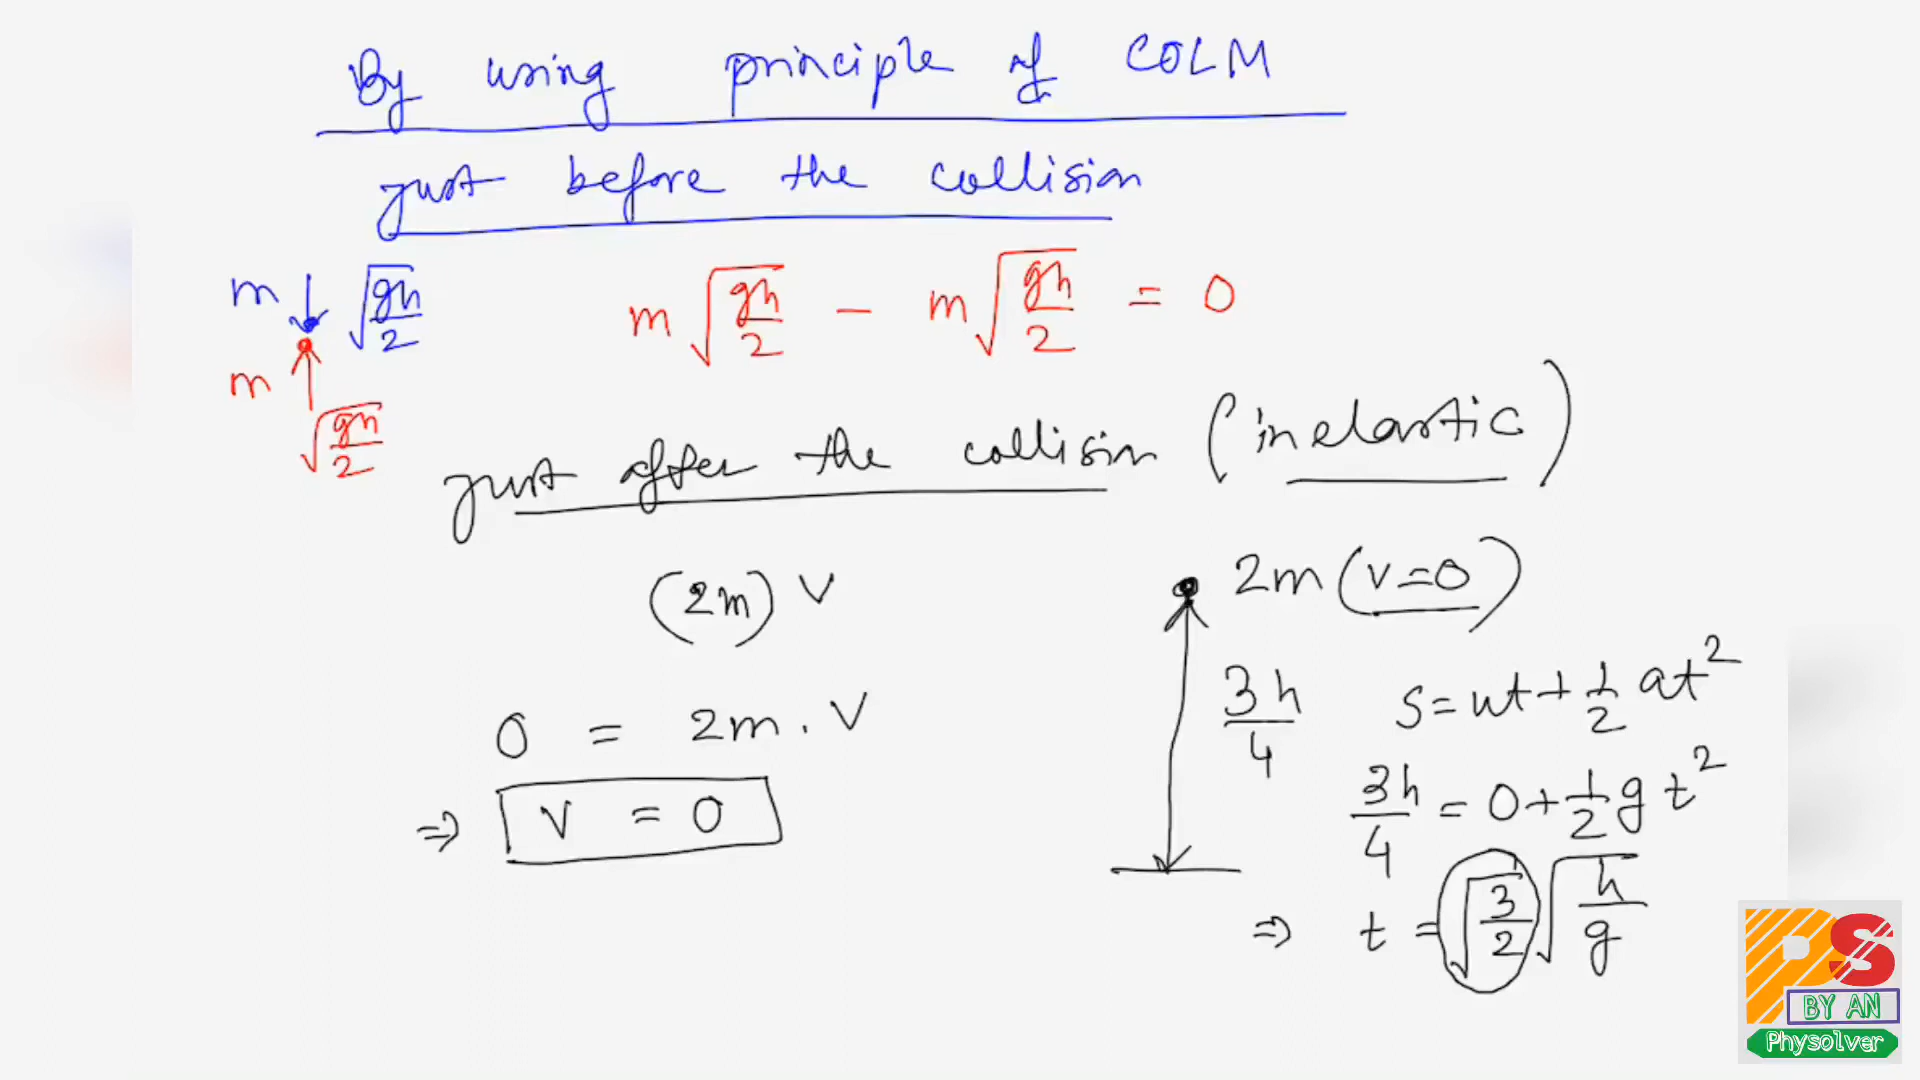 By using principle of COLM
just before the collision
m ↓ √(gh/2)
m√(gh/2) - m√(gh/2) = 0
m ↑ √(gh/2)
just after the collision (inelastic)
(2m) v
2m (v=0)
3h/4
s = ut + 1/2 at²
0 = 2m . v
3h/4 = 0 + 1/2 g t²
⇒ v = 0
⇒ t = √(3/2) √(h/g)
PS
BY AN
Physolver